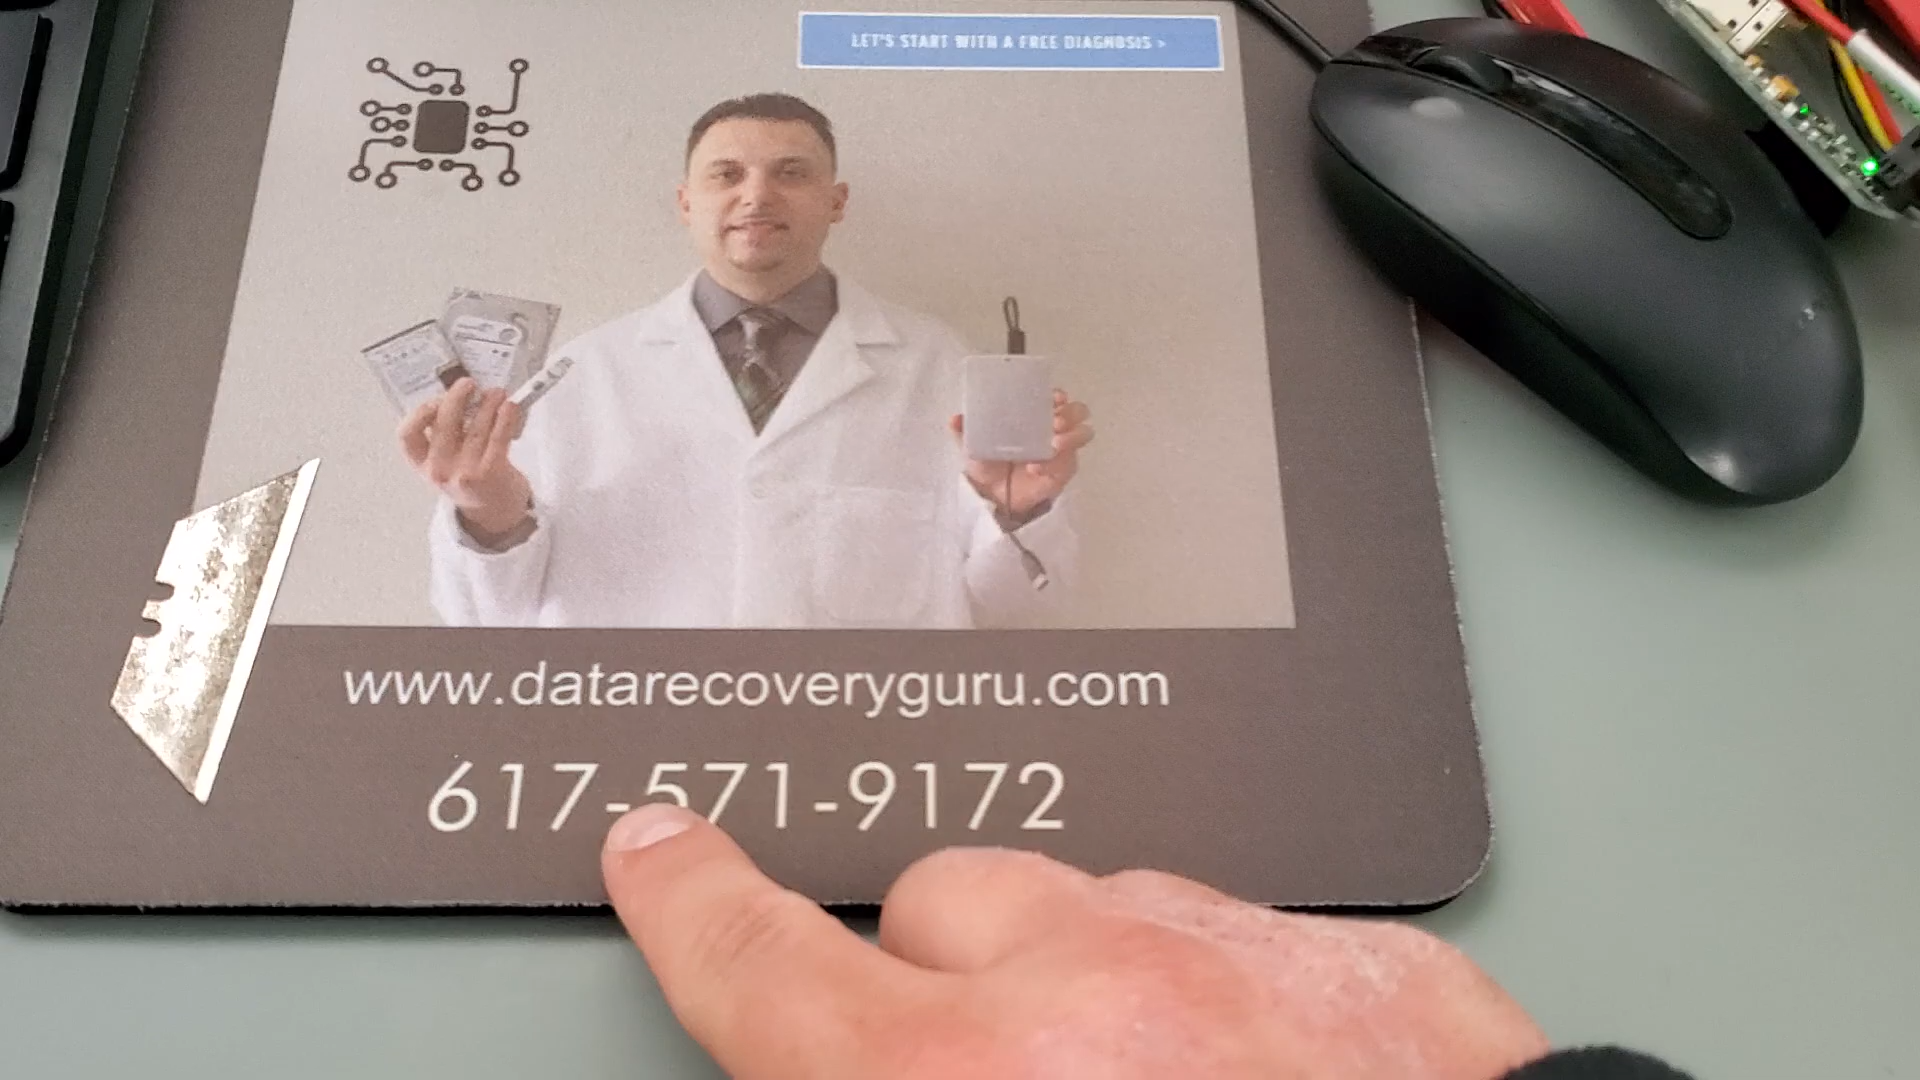 LET'S START WITH A FREE DIAGNOSIS >
www.datarecoveryguru.com
617-571-9172